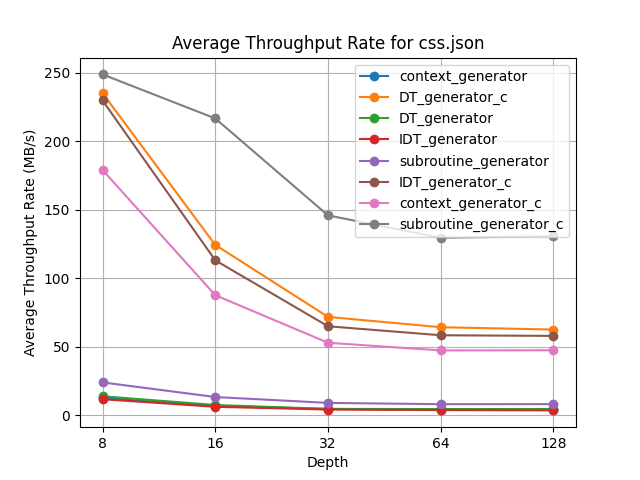 Average Throughput Rate for css.json
Average Throughput Rate (MB/s)
250
200
150
100
50
0
context_generator
DT_generator_c
DT_generator
IDT_generator
subroutine_generator
IDT_generator_c
context_generator_c
subroutine_generator_c
8
16
32
64
128
Depth